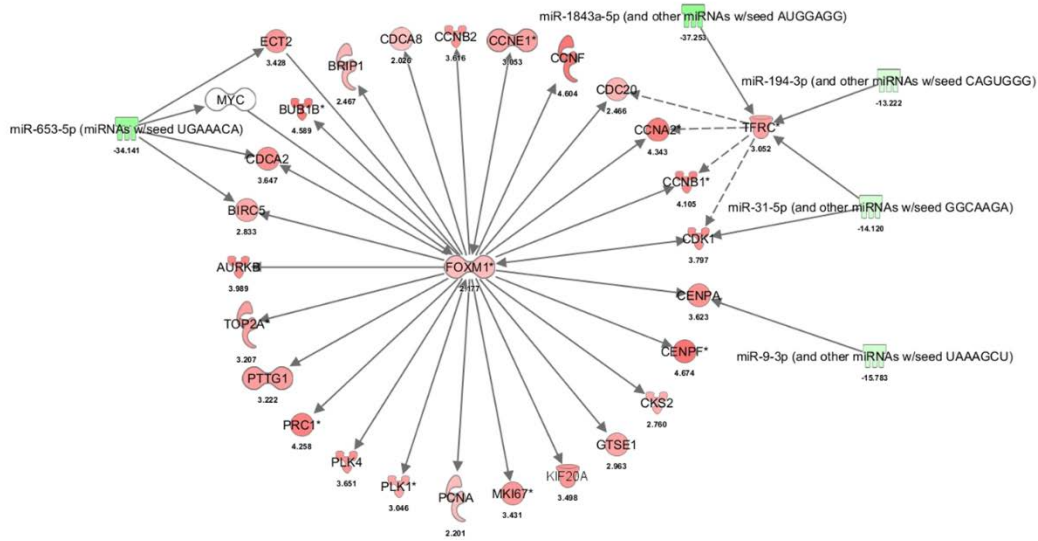 miR-1843a-5p (and other miRNAs w/seed AUGGAGG)
-37.253
ECT2
3.428
BRIP1
2.467
CDCA8
2.026
CCNB2
3.616
CCNE1*
3.053
CCNF
4.604
miR-194-3p (and other miRNAs w/seed CAGUGGG)
-13.222
MYC
BUB1B*
4.589
CDC20
2.466
miR-653-5p (miRNAs w/seed UGAAACA)
-34.141
CCNA2*
4.343
TFRC*
3.052
CDCA2
3.647
CCNB1*
4.105
BIRC5
2.833
miR-31-5p (and other miRNAs w/seed GGCAAGA)
-14.120
CDK1
3.797
AURKB
3.989
FOXM1*
CENPA
3.623
TOP2A*
3.207
CENPF*
4.674
miR-9-3p (and other miRNAs w/seed UAAAGCU)
-15.783
PTTG1
3.222
CKS2
2.760
PRC1*
4.258
GTSE1
2.963
PLK4
3.651
KIF20A
3.498
PLK1*
3.046
PCNA
2.201
MKI67*
3.431